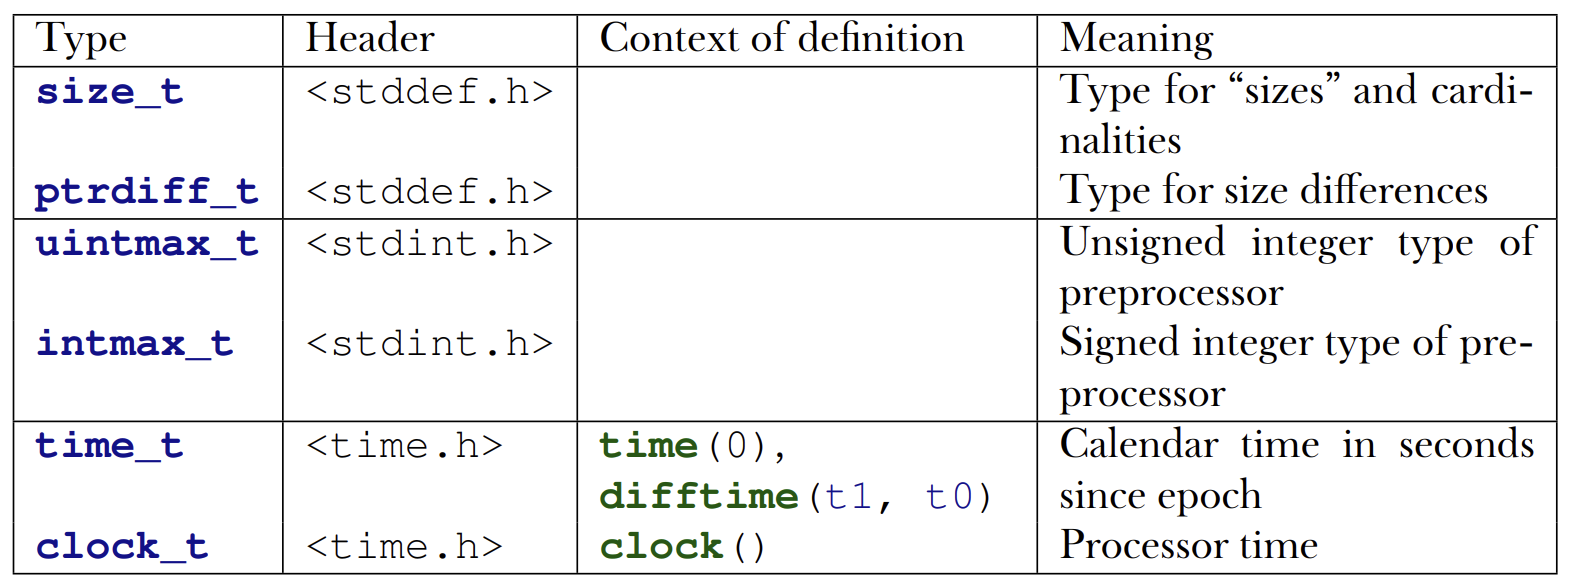 Type Header Context of definition Meaning
size_t <stddef.h> Type for “sizes” and cardi-
nalities
ptrdiff_t <stddef.h> Type for size differences
uintmax_t <stdint.h> Unsigned integer type of
preprocessor
intmax_t <stdint.h> Signed integer type of pre-
processor
time_t <time.h> time(0), Calendar time in seconds
difftime(t1, t0) since epoch
clock_t <time.h> clock() Processor time